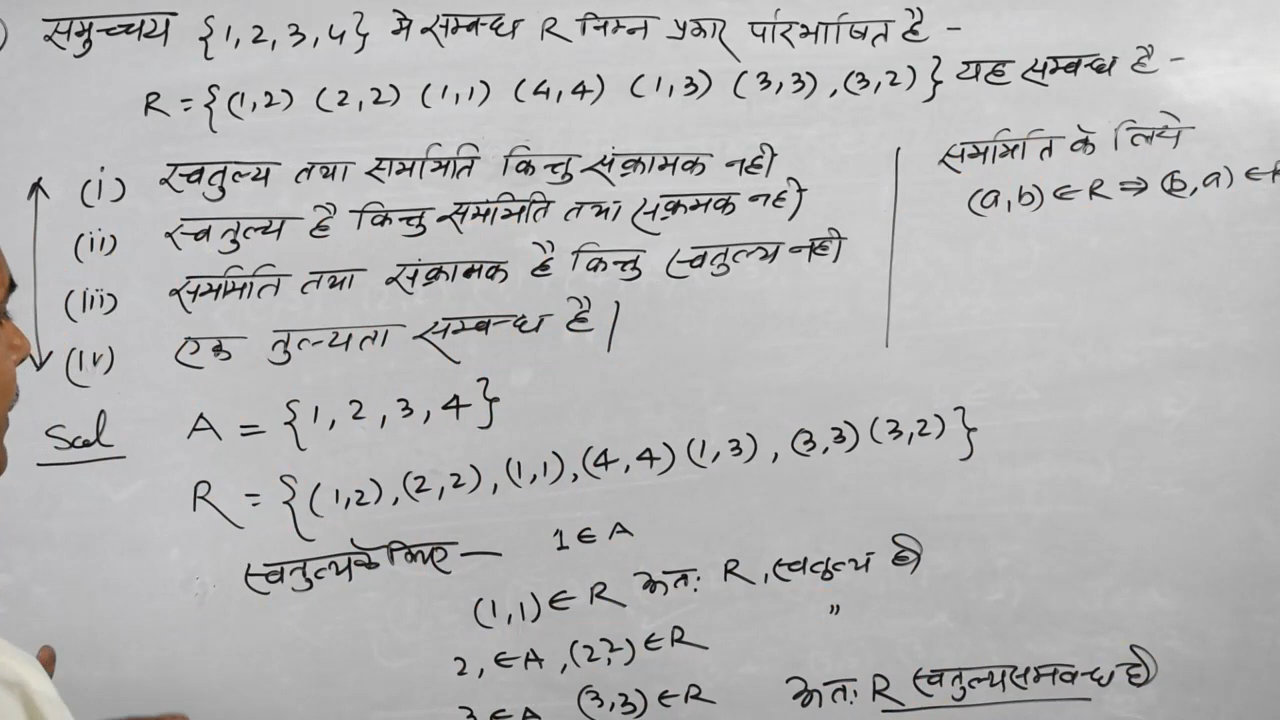 समुच्चय {1,2,3,4} मे सम्बन्ध R निम्न प्रकार परिभाषित है -
R = {(1,2) (2,2) (1,1) (4,4) (1,3) (3,3),(3,2)} यह सम्बन्ध है -
(i) स्वतुल्य तथा सममिति किन्तु संक्रामक नही
(ii) स्वतुल्य है किन्तु सममिति तथा संक्रमक नही
(iii) सममिति तथा संक्रामक है किन्तु स्वतुल्य नही
(iv) एक तुल्यता सम्बन्ध है |
सममिति के लिये
(a,b) ∈ R ⇒ (b,a) ∈
Sol A = {1,2,3,4}
R = {(1,2),(2,2),(1,1),(4,4)(1,3),(3,3)(3,2)}
स्वतुल्य के लिए — 1 ∈ A
(1,1) ∈ R अतः R, स्वतुल्य है
2, ∈ A ,(2,2) ∈ R "
3 ∈ A (3,3) ∈ R अतः R स्वतुल्य सम्बन्ध है